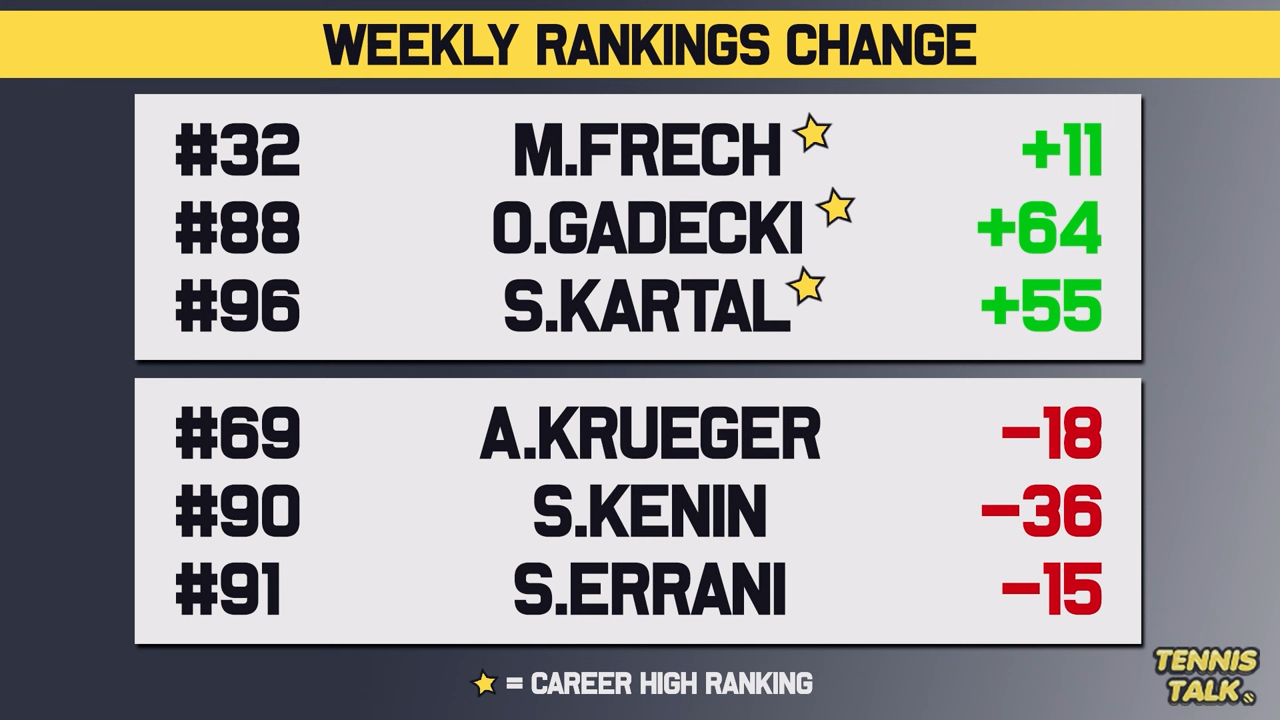 WEEKLY RANKINGS CHANGE
#32 M.FRECH +11
#88 O.GADECKI +64
#96 S.KARTAL +55
#69 A.KRUEGER −18
#90 S.KENIN −36
#91 S.ERRANI −15
= CAREER HIGH RANKING
TENNIS
TALK